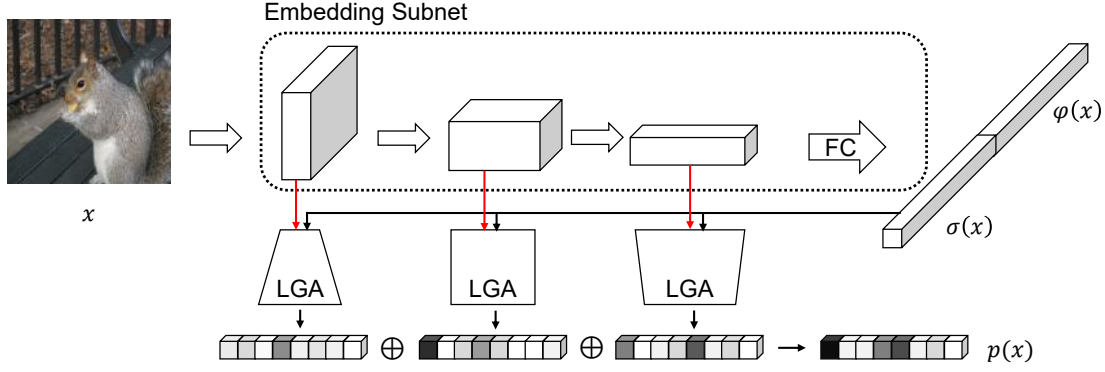 Embedding Subnet
FC
φ(x)
x
σ(x)
LGA
LGA
LGA
p(x)